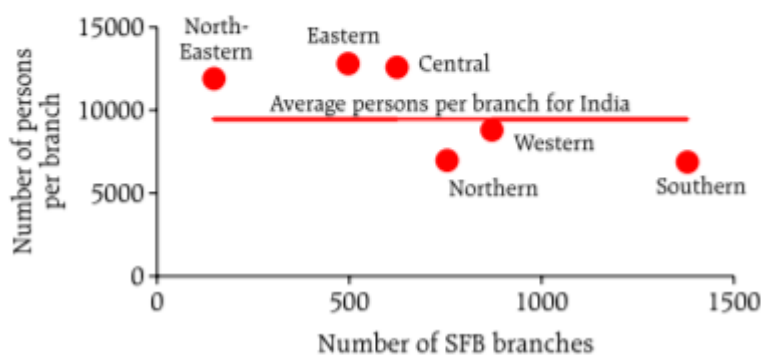 Number of persons
per branch
15000
10000
5000
0
North-
Eastern
Eastern
Central
Average persons per branch for India
Western
Northern
Southern
0
500
1000
1500
Number of SFB branches